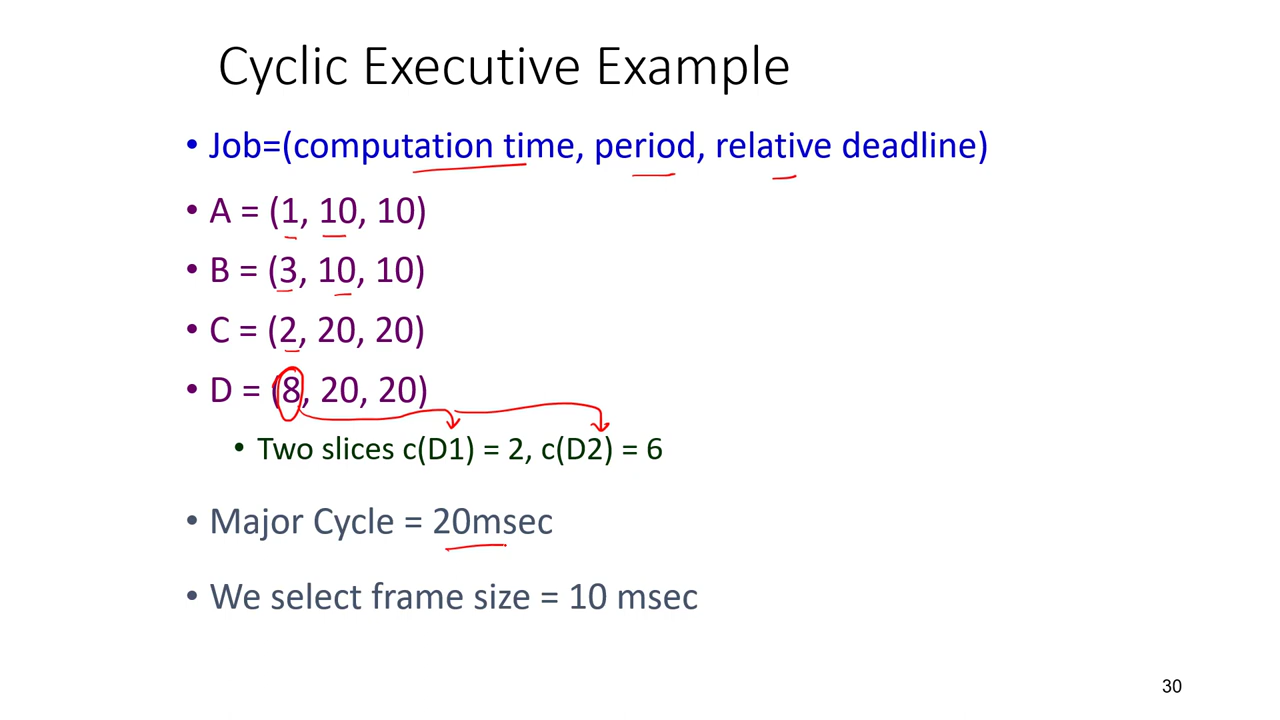 Cyclic Executive Example
• Job=(computation time, period, relative deadline)
• A = (1, 10, 10)
• B = (3, 10, 10)
• C = (2, 20, 20)
• D = (8, 20, 20)
• Two slices c(D1) = 2, c(D2) = 6
• Major Cycle = 20msec
• We select frame size = 10 msec
30